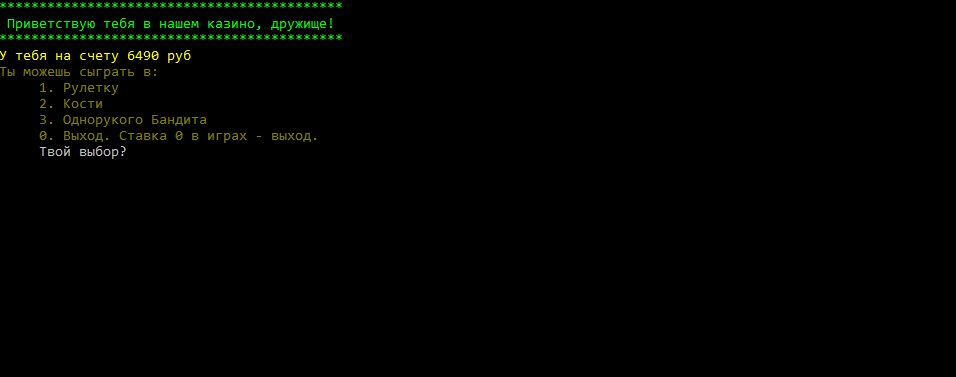 *******************************************
Приветствую тебя в нашем казино, дружище!
*******************************************
У тебя на счету 6490 руб
Ты можешь сыграть в:
1. Рулетку
2. Кости
3. Однорукого Бандита
0. Выход. Ставка 0 в играх - выход.
Твой выбор?